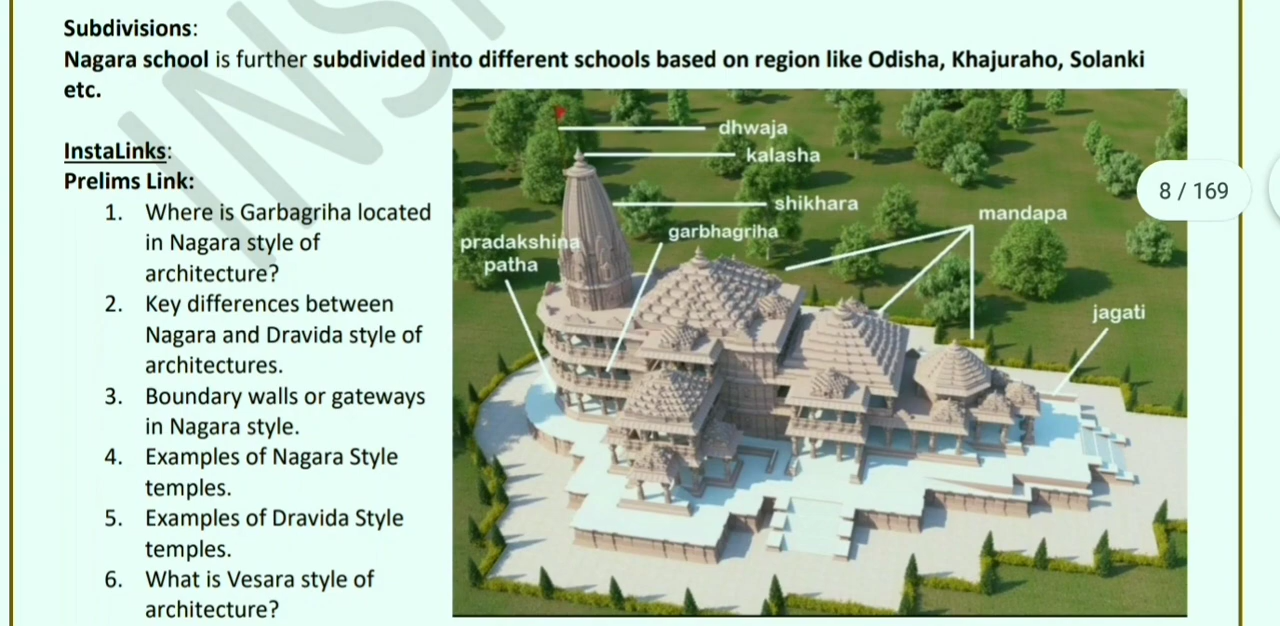 Subdivisions:
Nagara school is further subdivided into different schools based on region like Odisha, Khajuraho, Solanki
etc.
InstaLinks:
Prelims Link:
1. Where is Garbagriha located
in Nagara style of
architecture?
2. Key differences between
Nagara and Dravida style of
architectures.
3. Boundary walls or gateways
in Nagara style.
4. Examples of Nagara Style
temples.
5. Examples of Dravida Style
temples.
6. What is Vesara style of
architecture?
dhwaja
kalasha
shikhara
garbhagriha
pradakshina
patha
mandapa
jagati
8 / 169
INS